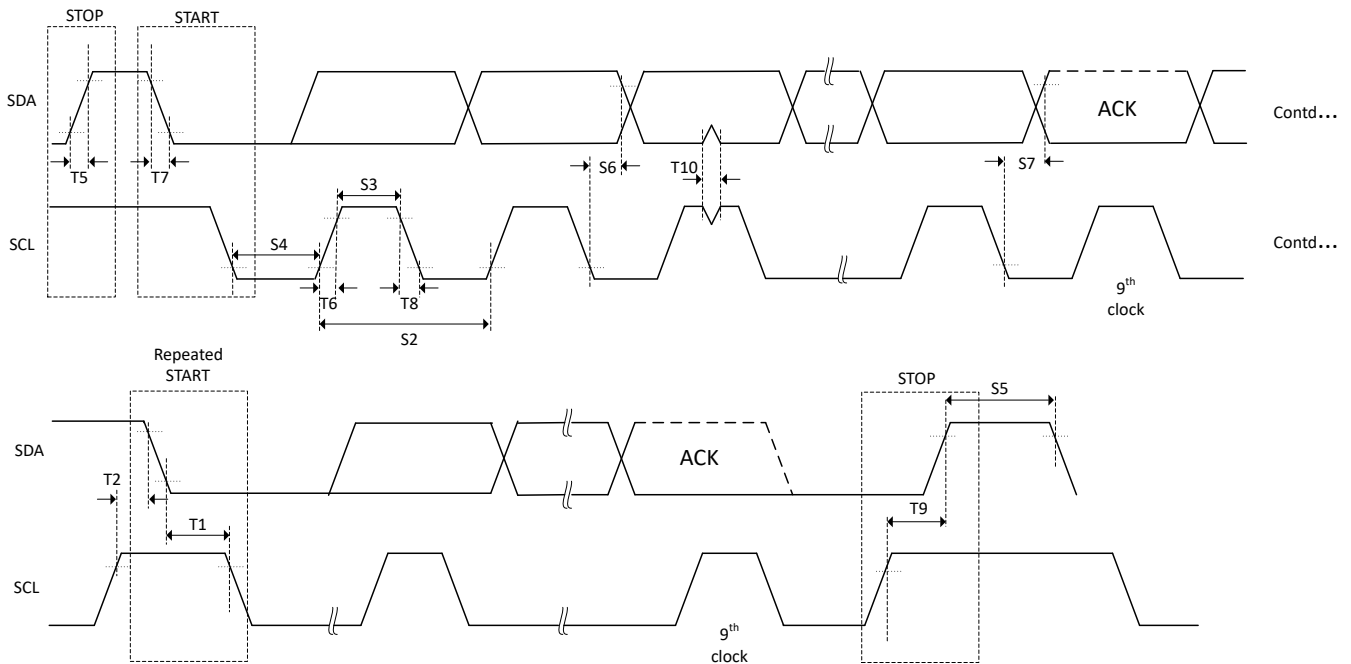 STOP
START
SDA
ACK
Contd...
T5
T7
S6
T10
S7
S3
SCL
S4
Contd...
T6
T8
9th
clock
S2
Repeated
START
STOP
S5
SDA
ACK
T2
T9
T1
SCL
9th
clock